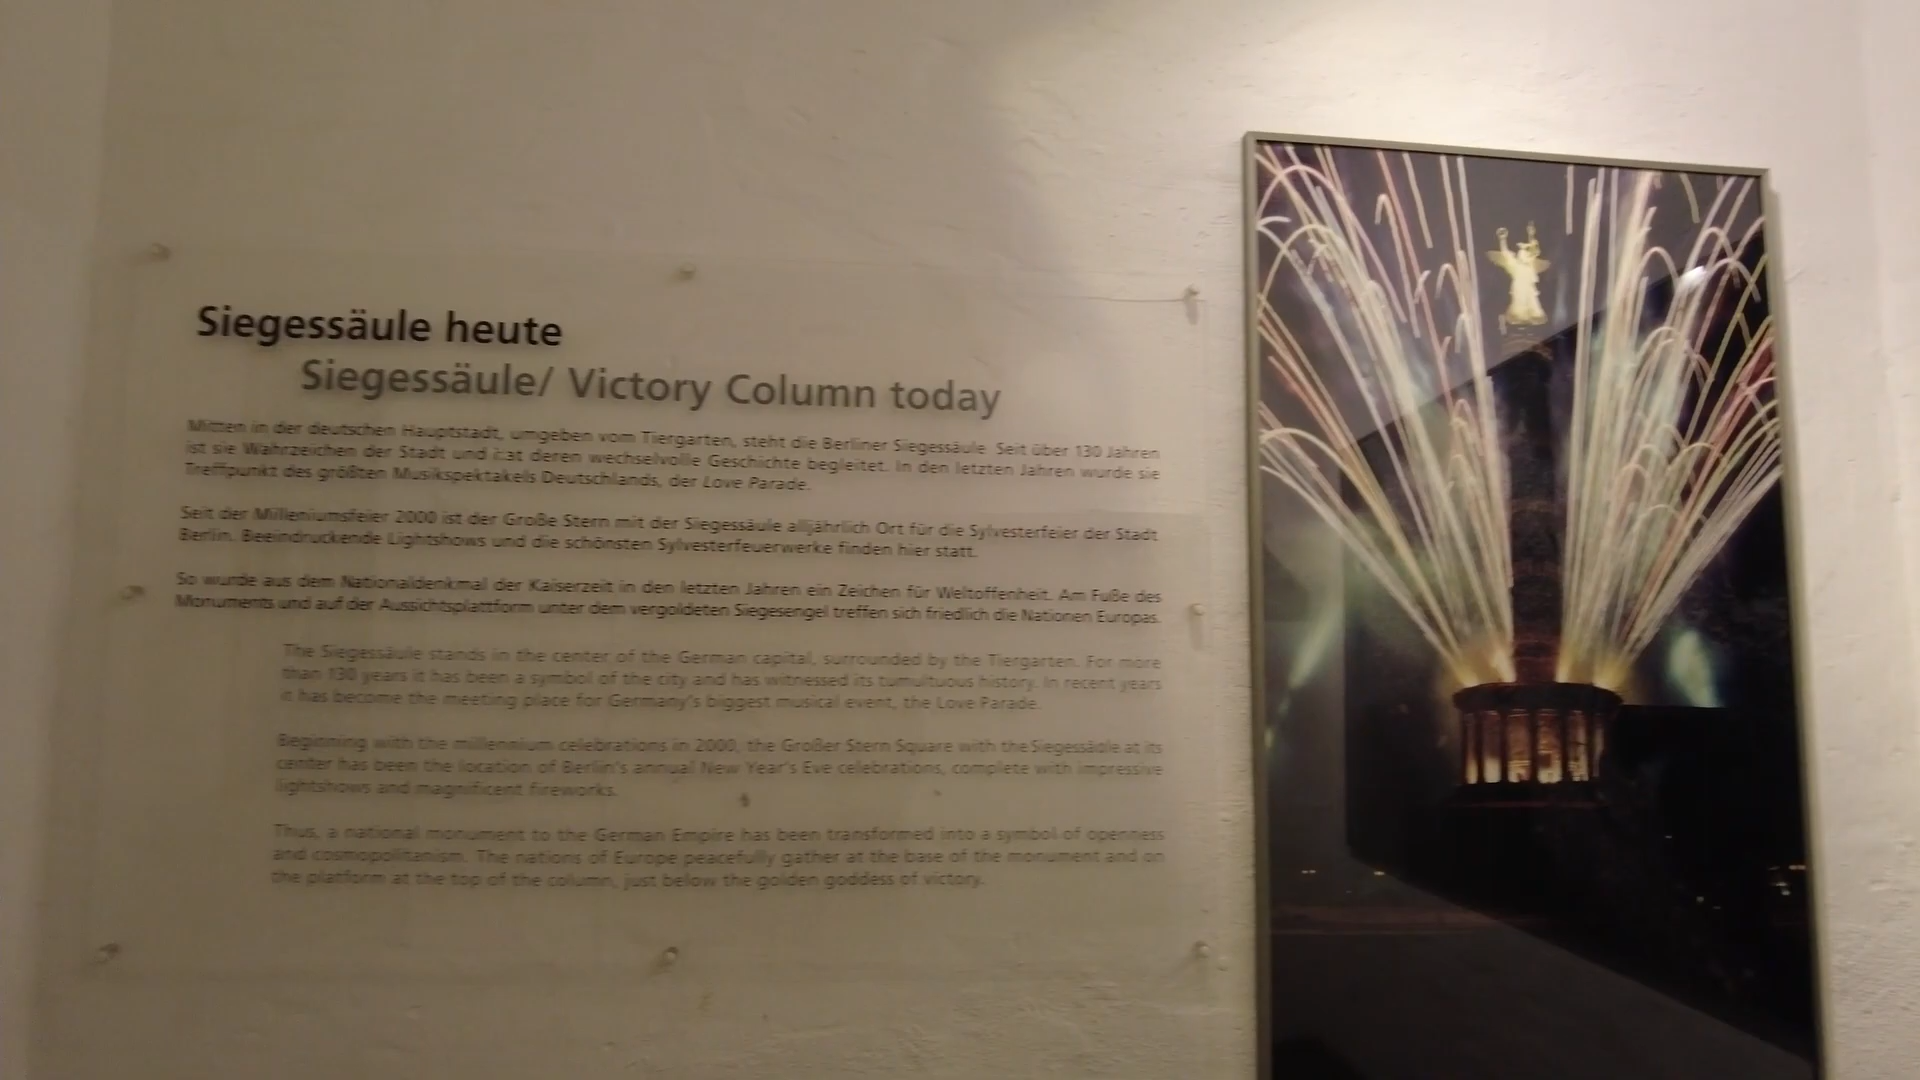 Siegessäule heute
Siegessäule/ Victory Column today
Mitten in der deutschen Hauptstadt, umgeben vom Tiergarten, steht die Berliner Siegessäule. Seit über 130 Jahren
ist sie Wahrzeichen der Stadt und hat deren wechselvolle Geschichte begleitet. In den letzten Jahren wurde sie
Treffpunkt des größten Musikspektakels Deutschlands, der Love Parade.
Seit der Milleniumsfeier 2000 ist der Große Stern mit der Siegessäule alljährlich Ort für die Sylvesterfeier der Stadt
Berlin. Beeindruckende Lightshows und die schönsten Sylvesterfeuerwerke finden hier statt.
So wurde aus dem Nationaldenkmal der Kaiserzeit in den letzten Jahren ein Zeichen für Weltoffenheit. Am Fuße des
Monuments und auf der Aussichtsplattform unter dem vergoldeten Siegesengel treffen sich friedlich die Nationen Europas.
The Siegessäule stands in the center of the German capital, surrounded by the Tiergarten. For more
than 130 years it has been a symbol of the city and has witnessed its tumultuous history. In recent years
it has become the meeting place for Germany's biggest musical event, the Love Parade.
Beginning with the millennium celebrations in 2000, the Großer Stern Square with the Siegessäule at its
center has been the location of Berlin's annual New Year's Eve celebrations, complete with impressive
lightshows and magnificent fireworks.
Thus, a national monument to the German Empire has been transformed into a symbol of openness
and cosmopolitanism. The nations of Europe peacefully gather at the base of the monument and on
the platform at the top of the column, just below the golden goddess of victory.